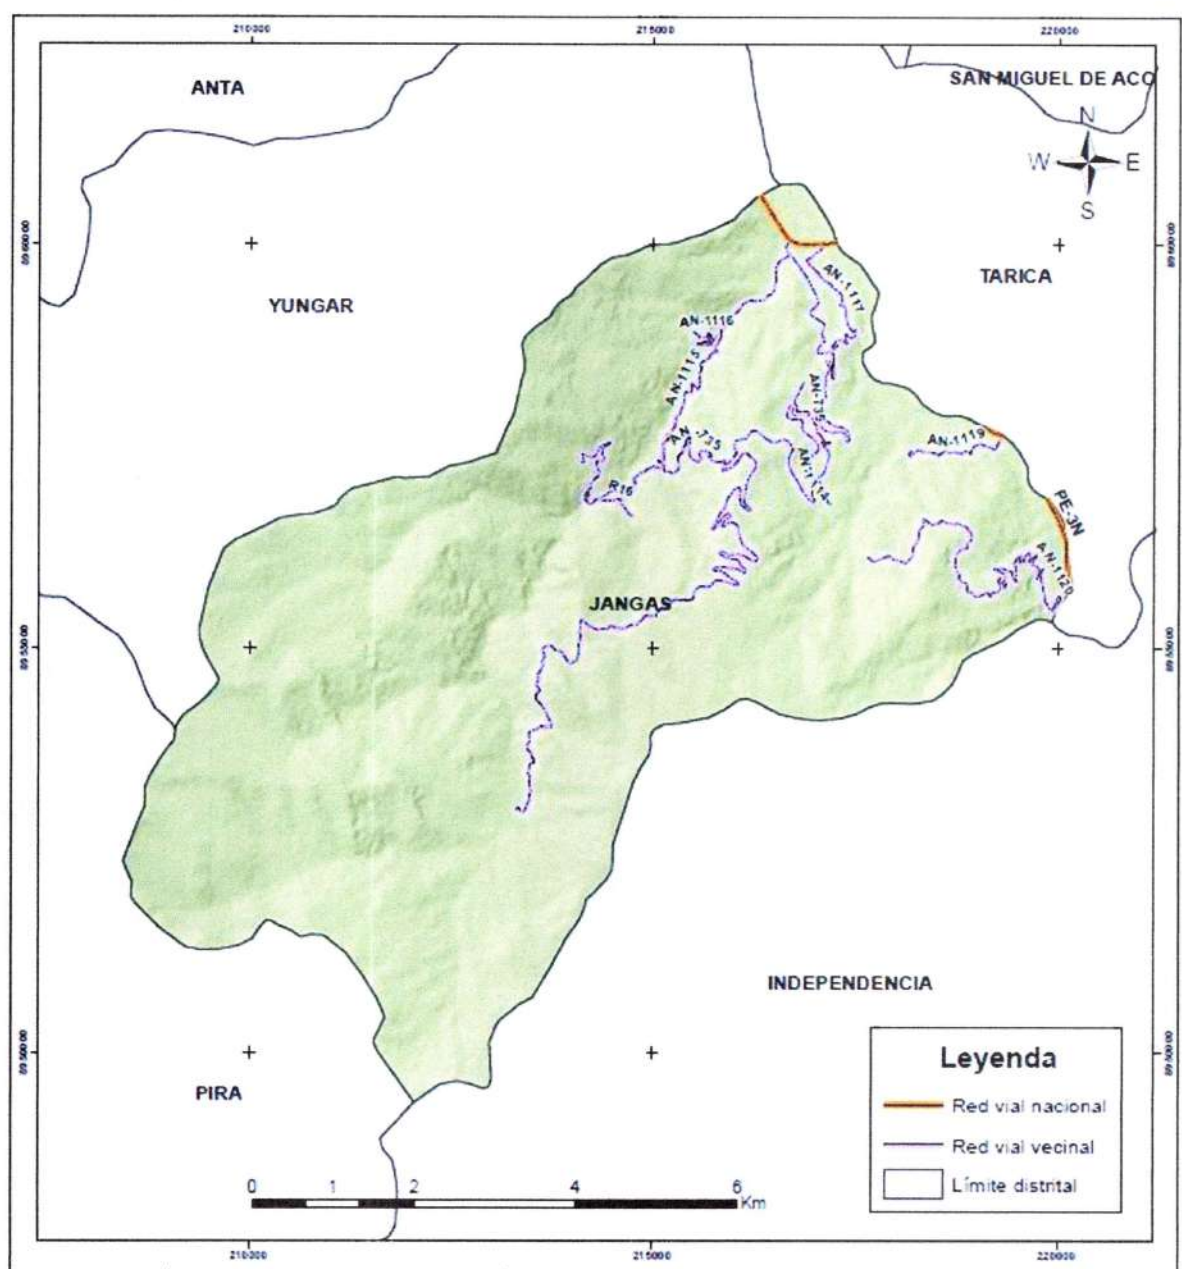 210000
215000
220000
ANTA
SAN MIGUEL DE ACO
N
W
E
S
TARICA
YUNGAR
AN-1117
AN-1116
AN-1115
AN-735
AN -735
AN-1119
AN-1114
R16
PE-3N
AN-1120
JANGAS
INDEPENDENCIA
PIRA
Leyenda
Red vial nacional
Red vial vecinal
Límite distrital
0 1 2 4 6
Km
210000
215000
220000